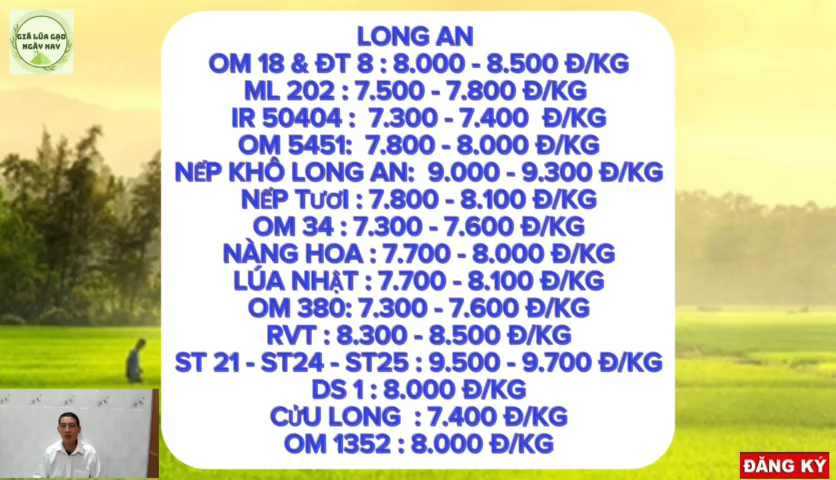 GIÁ LÚA GẠO
NGÀY NAY
LONG AN
OM 18 & ĐT 8 : 8.000 - 8.500 Đ/KG
ML 202 : 7.500 - 7.800 Đ/KG
IR 50404 : 7.300 - 7.400 Đ/KG
OM 5451: 7.800 - 8.000 Đ/KG
NẾP KHÔ LONG AN: 9.000 - 9.300 Đ/KG
NẾP TươI : 7.800 - 8.100 Đ/KG
OM 34 : 7.300 - 7.600 Đ/KG
NÀNG HOA : 7.700 - 8.000 Đ/KG
LÚA NHẬT : 7.700 - 8.100 Đ/KG
OM 380: 7.300 - 7.600 Đ/KG
RVT : 8.300 - 8.500 Đ/KG
ST 21 - ST24 - ST25 : 9.500 - 9.700 Đ/KG
DS 1 : 8.000 Đ/KG
CửU LONG : 7.400 Đ/KG
OM 1352 : 8.000 Đ/KG
ĐĂNG KÝ